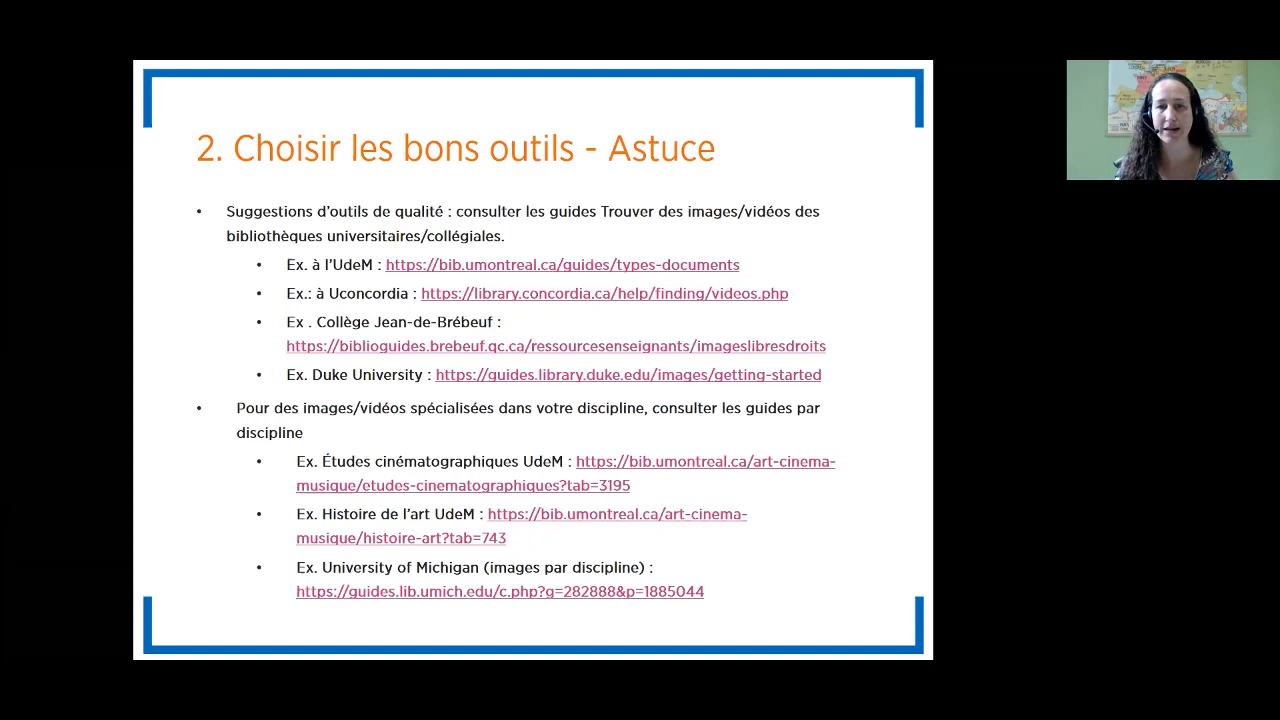 2. Choisir les bons outils - Astuce
• Suggestions d'outils de qualité : consulter les guides Trouver des images/vidéos des
bibliothèques universitaires/collégiales.
• Ex. à l'UdeM : https://bib.umontreal.ca/guides/types-documents
• Ex.: à Uconcordia : https://library.concordia.ca/help/finding/videos.php
• Ex . Collège Jean-de-Brébeuf :
https://biblioguides.brebeuf.qc.ca/ressourcesenseignants/imageslibresdroits
• Ex. Duke University : https://guides.library.duke.edu/images/getting-started
• Pour des images/vidéos spécialisées dans votre discipline, consulter les guides par
discipline
• Ex. Études cinématographiques UdeM : https://bib.umontreal.ca/art-cinema-
musique/etudes-cinematographiques?tab=3195
• Ex. Histoire de l'art UdeM : https://bib.umontreal.ca/art-cinema-
musique/histoire-art?tab=743
• Ex. University of Michigan (images par discipline) :
https://guides.lib.umich.edu/c.php?g=282888&p=1885044